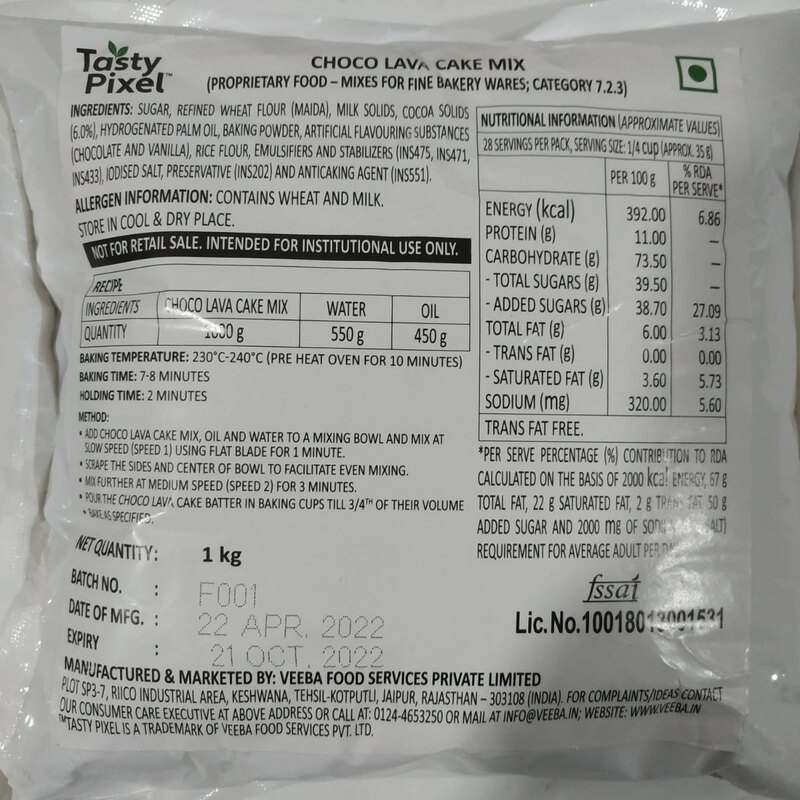 Tasty Pixel™
CHOCO LAVA CAKE MIX
(PROPRIETARY FOOD – MIXES FOR FINE BAKERY WARES; CATEGORY 7.2.3)
INGREDIENTS: SUGAR, REFINED WHEAT FLOUR (MAIDA), MILK SOLIDS, COCOA SOLIDS
(6.0%), HYDROGENATED PALM OIL, BAKING POWDER, ARTIFICIAL FLAVOURING SUBSTANCES
(CHOCOLATE AND VANILLA), RICE FLOUR, EMULSIFIERS AND STABILIZERS (INS475, INS471,
INS433), IODISED SALT, PRESERVATIVE (INS202) AND ANTICAKING AGENT (INS551).
ALLERGEN INFORMATION: CONTAINS WHEAT AND MILK.
STORE IN COOL & DRY PLACE.
NOT FOR RETAIL SALE. INTENDED FOR INSTITUTIONAL USE ONLY.
RECIPE
INGREDIENTS CHOCO LAVA CAKE MIX WATER OIL
QUANTITY 1000 g 550 g 450 g
BAKING TEMPERATURE: 230°C-240°C (PRE HEAT OVEN FOR 10 MINUTES)
BAKING TIME: 7-8 MINUTES
HOLDING TIME: 2 MINUTES
METHOD:
• ADD CHOCO LAVA CAKE MIX, OIL AND WATER TO A MIXING BOWL AND MIX AT
SLOW SPEED (SPEED 1) USING FLAT BLADE FOR 1 MINUTE.
• SCRAPE THE SIDES AND CENTER OF BOWL TO FACILITATE EVEN MIXING.
• MIX FURTHER AT MEDIUM SPEED (SPEED 2) FOR 3 MINUTES.
• POUR THE CHOCO LAVA CAKE BATTER IN BAKING CUPS TILL 3/4TH OF THEIR VOLUME
• BAKE AS SPECIFIED.
NUTRITIONAL INFORMATION (APPROXIMATE VALUES)
28 SERVINGS PER PACK, SERVING SIZE: 1/4 CUP (APPROX. 35 g)
PER 100 g % RDA PER SERVE*
ENERGY (kcal) 392.00 6.86
PROTEIN (g) 11.00 –
CARBOHYDRATE (g) 73.50 –
- TOTAL SUGARS (g) 39.50 –
- ADDED SUGARS (g) 38.70 27.09
TOTAL FAT (g) 6.00 3.13
- TRANS FAT (g) 0.00 0.00
- SATURATED FAT (g) 3.60 5.73
SODIUM (mg) 320.00 5.60
TRANS FAT FREE.
*PER SERVE PERCENTAGE (%) CONTRIBUTION TO RDA
CALCULATED ON THE BASIS OF 2000 kcal ENERGY, 67 g
TOTAL FAT, 22 g SATURATED FAT, 2 g TRANS FAT, 50 g
ADDED SUGAR AND 2000 mg OF SODIUM SALT)
REQUIREMENT FOR AVERAGE ADULT PER DAY
fssai
Lic. No. 10018013001531
NET QUANTITY: 1 kg
BATCH NO. : F001
DATE OF MFG. : 22 APR. 2022
EXPIRY : 21 OCT. 2022
MANUFACTURED & MARKETED BY: VEEBA FOOD SERVICES PRIVATE LIMITED
PLOT SP3-7, RIICO INDUSTRIAL AREA, KESHWANA, TEHSIL-KOTPUTLI, JAIPUR, RAJASTHAN – 303108 (INDIA). FOR COMPLAINTS/IDEAS CONTACT
OUR CONSUMER CARE EXECUTIVE AT ABOVE ADDRESS OR CALL AT: 0124-4653250 OR MAIL AT INFO@VEEBA.IN; WEBSITE: WWW.VEEBA.IN
™TASTY PIXEL IS A TRADEMARK OF VEEBA FOOD SERVICES PVT. LTD.